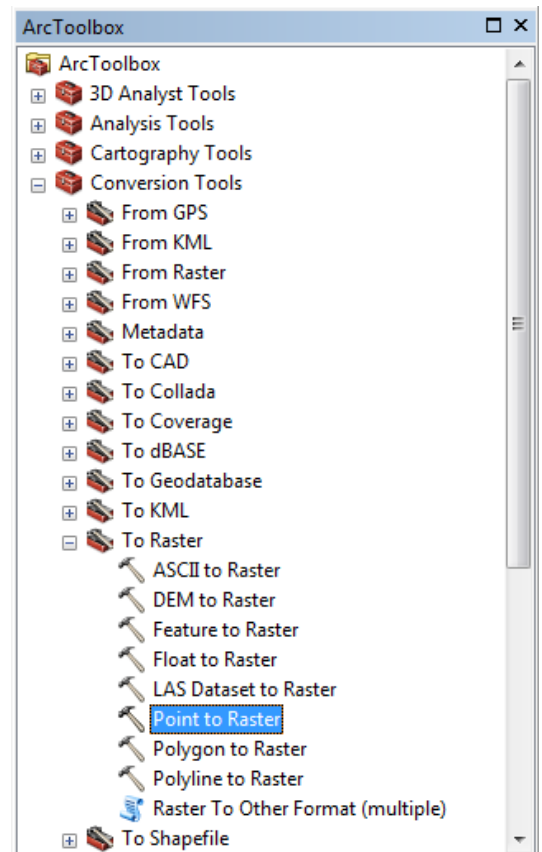 ArcToolbox
ArcToolbox
3D Analyst Tools
Analysis Tools
Cartography Tools
Conversion Tools
From GPS
From KML
From Raster
From WFS
Metadata
To CAD
To Collada
To Coverage
To dBASE
To Geodatabase
To KML
To Raster
ASCII to Raster
DEM to Raster
Feature to Raster
Float to Raster
LAS Dataset to Raster
Point to Raster
Polygon to Raster
Polyline to Raster
Raster To Other Format (multiple)
To Shapefile